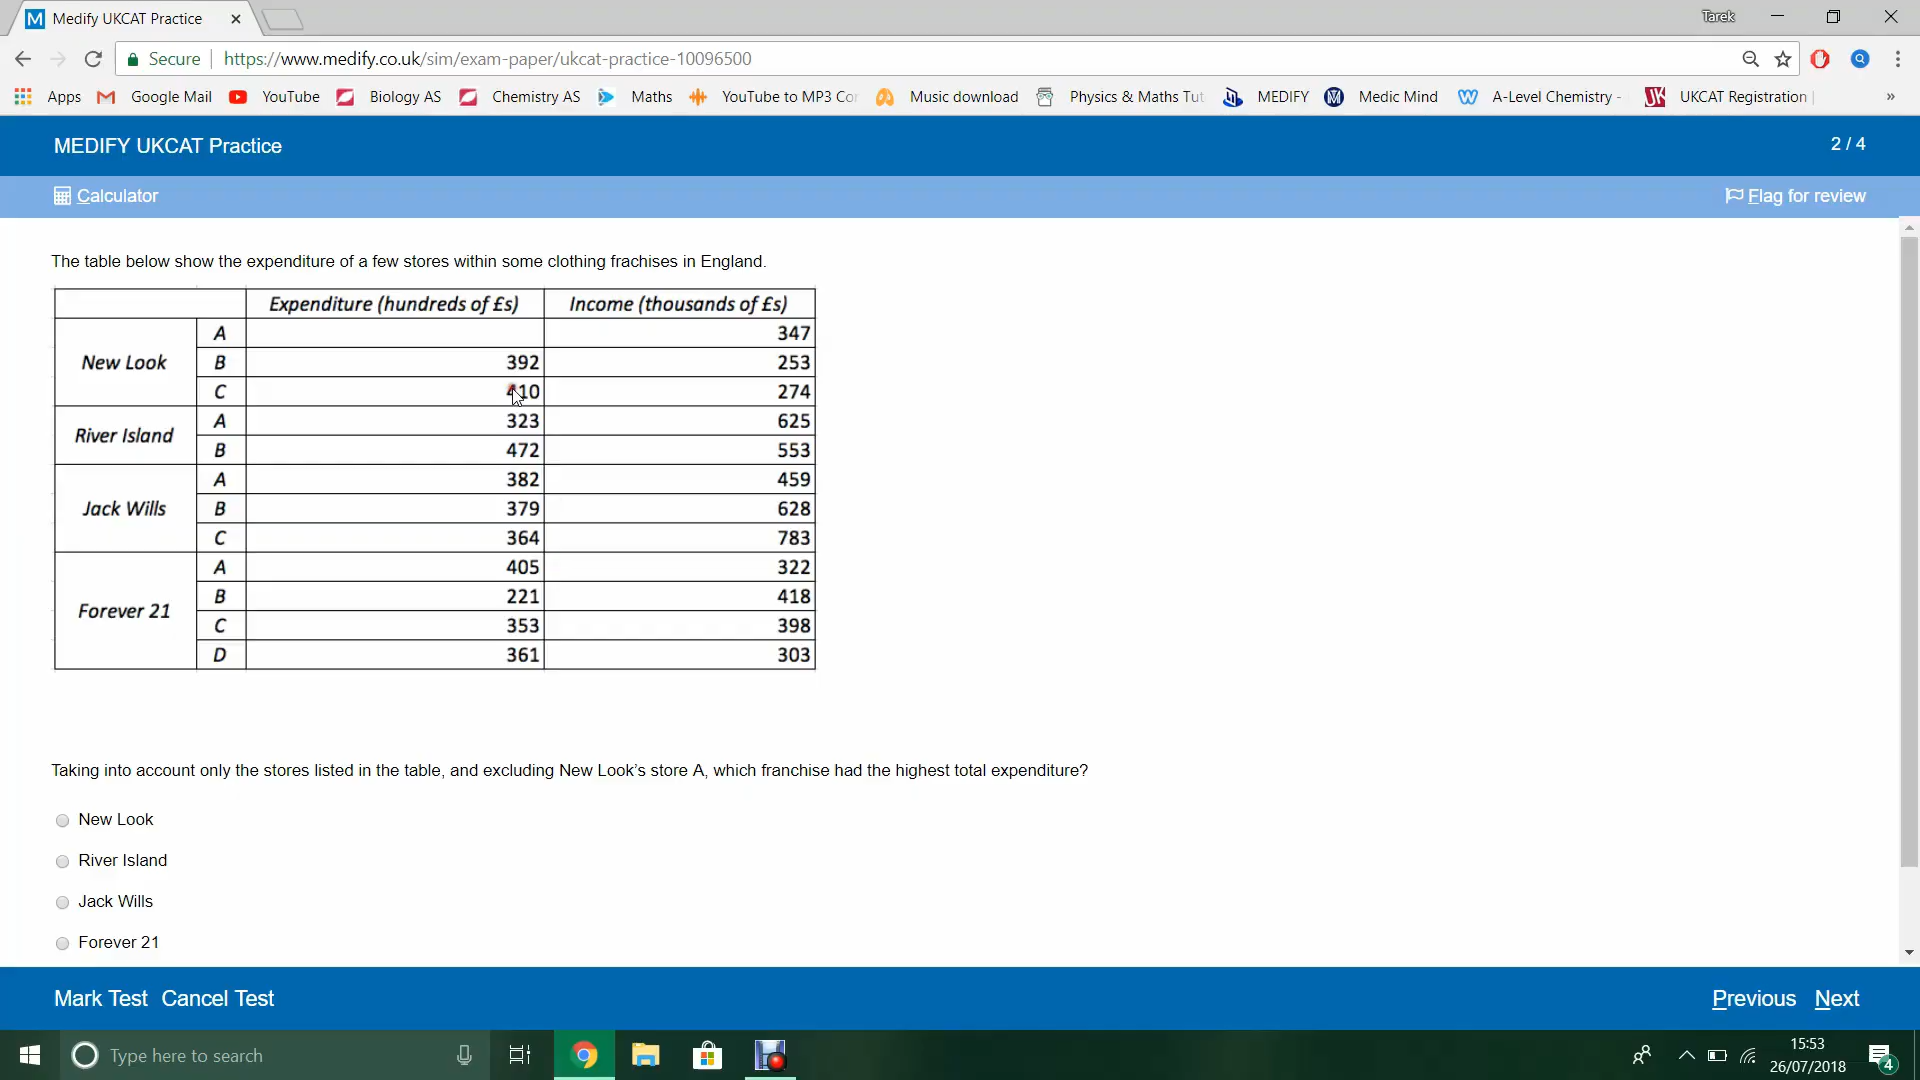 Medify UKCAT Practice
Tarek
Secure https://www.medify.co.uk/sim/exam-paper/ukcat-practice-10096500
Apps Google Mail YouTube Biology AS Chemistry AS Maths YouTube to MP3 Cor Music download Physics & Maths Tut MEDIFY Medic Mind A-Level Chemistry - UKCAT Registration »
MEDIFY UKCAT Practice 2 / 4
Calculator Flag for review
The table below show the expenditure of a few stores within some clothing frachises in England.
Expenditure (hundreds of £s) Income (thousands of £s)
New Look A 347
B 392 253
C 410 274
River Island A 323 625
B 472 553
Jack Wills A 382 459
B 379 628
C 364 783
Forever 21 A 405 322
B 221 418
C 353 398
D 361 303
Taking into account only the stores listed in the table, and excluding New Look’s store A, which franchise had the highest total expenditure?
New Look
River Island
Jack Wills
Forever 21
Mark Test Cancel Test Previous Next
Type here to search
15:53
26/07/2018
4